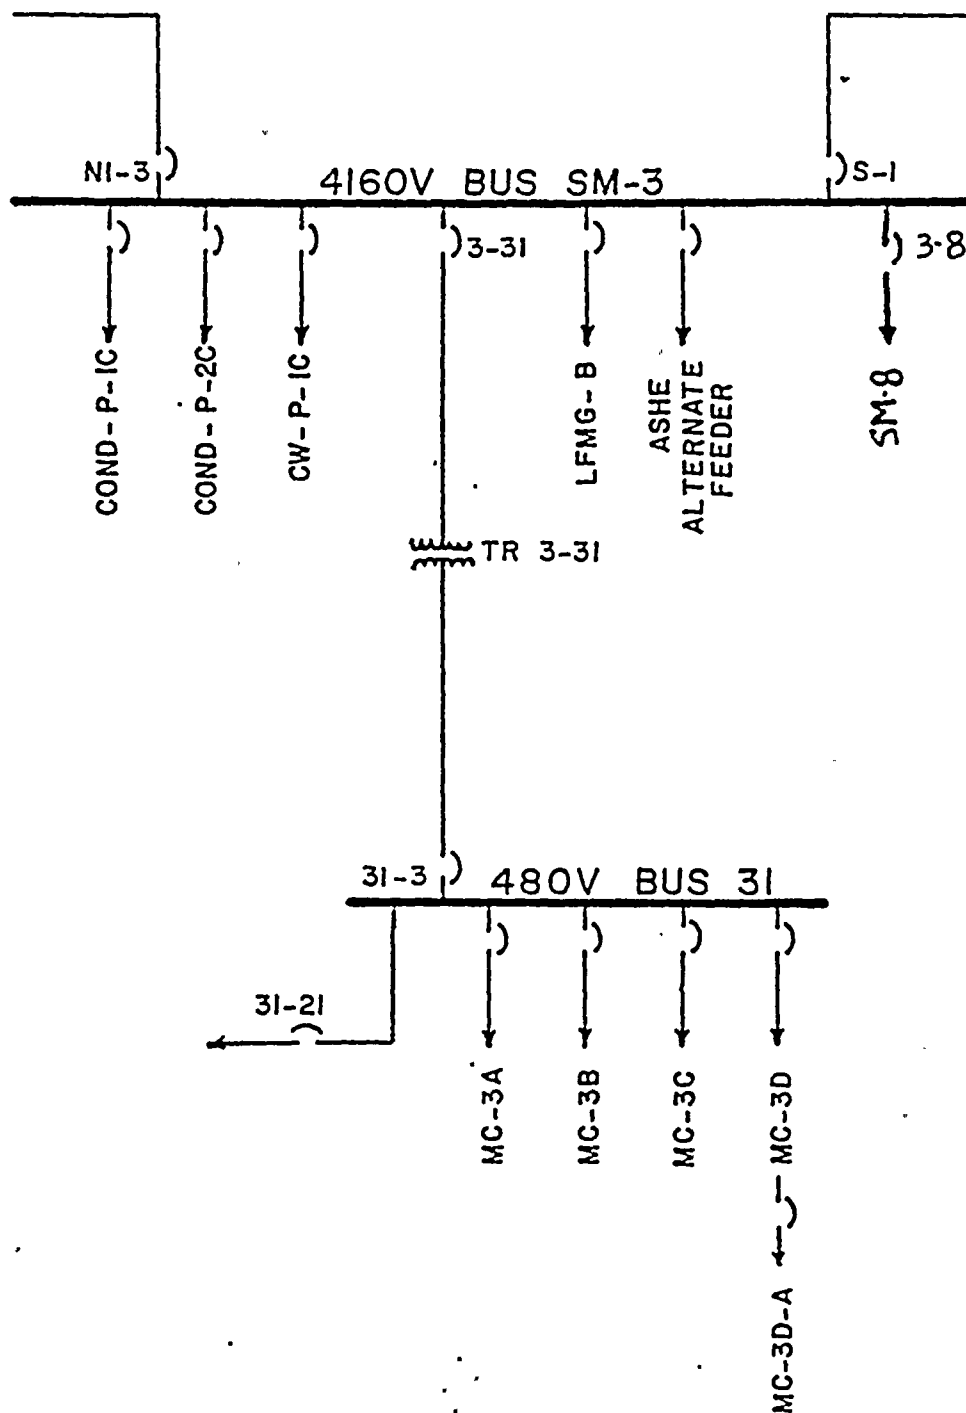 N1-3
4160V BUS SM-3
S-1
3-31
3-8
COND-P-1C
COND-P-2C
CW-P-1C
LFMG-B
ASHE
ALTERNATE
FEEDER
SM-8
TR 3-31
31-3
480V BUS 31
31-21
MC-3A
MC-3B
MC-3C
MC-3D
MC-3D-A